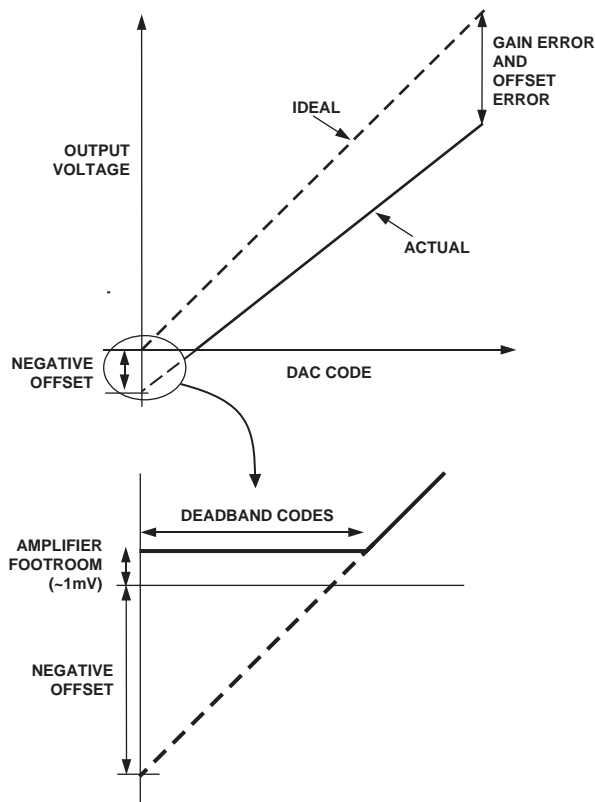 GAIN ERROR
AND
OFFSET
ERROR
IDEAL
OUTPUT
VOLTAGE
ACTUAL
NEGATIVE
OFFSET
DAC CODE
DEADBAND CODES
AMPLIFIER
FOOTROOM
(~1mV)
NEGATIVE
OFFSET